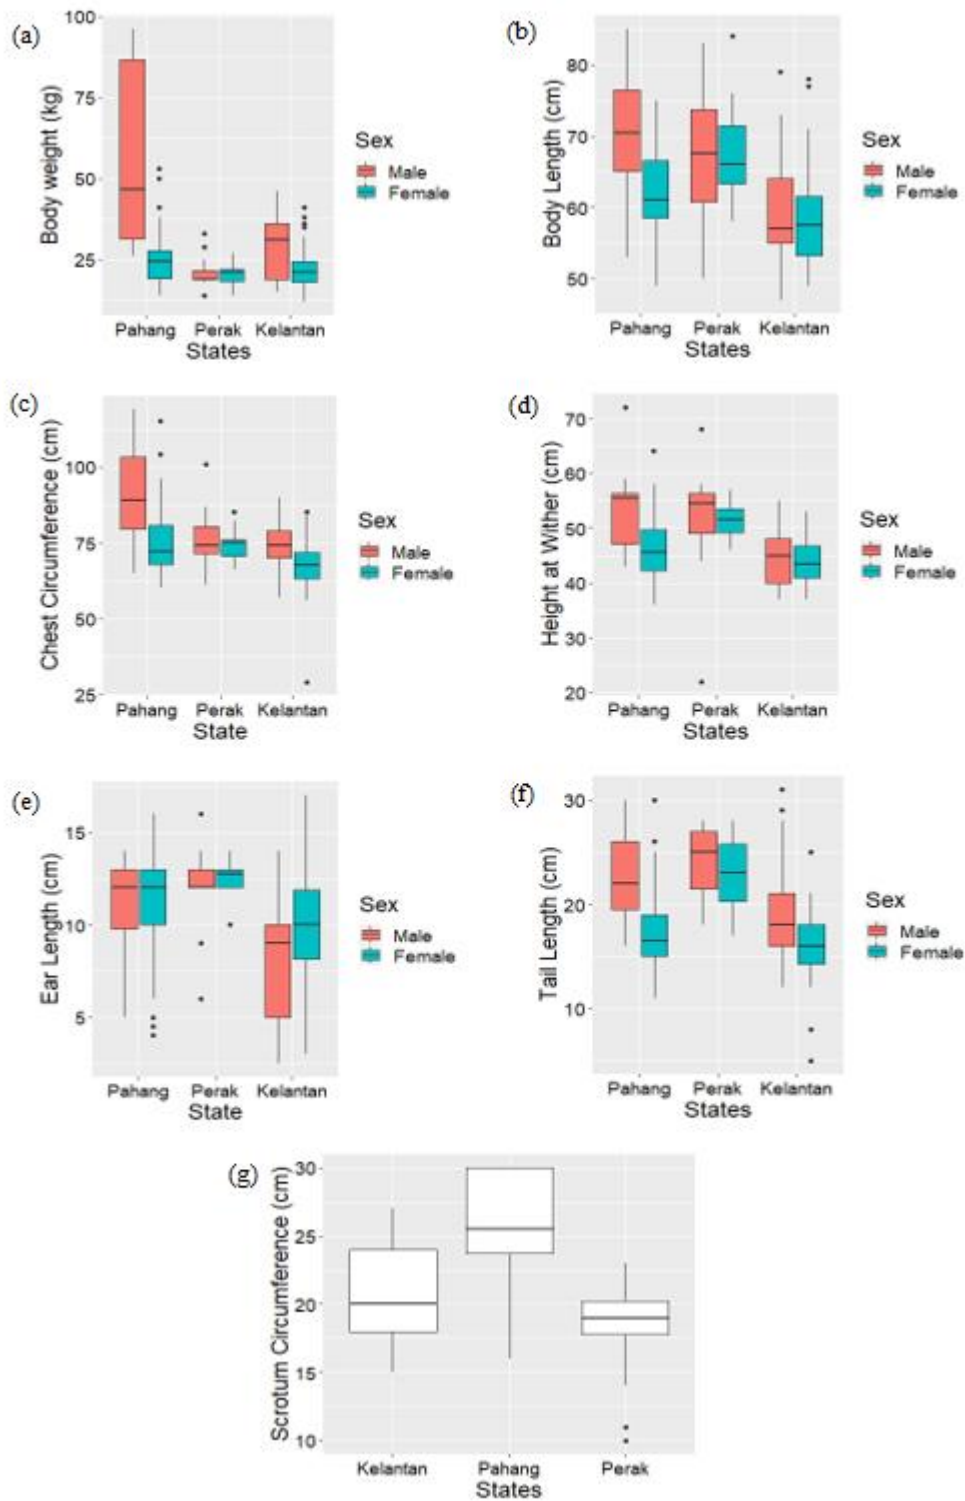 (a)
Body weight (kg)
100
75
50
25
Pahang Perak Kelantan
States
Sex
Male
Female
(b)
Body Length (cm)
80
70
60
50
Pahang Perak Kelantan
States
Sex
Male
Female
(c)
Chest Circumference (cm)
100
75
50
25
Pahang Perak Kelantan
State
Sex
Male
Female
(d)
Height at Wither (cm)
70
60
50
40
30
20
Pahang Perak Kelantan
States
Sex
Male
Female
(e)
Ear Length (cm)
15
10
5
Pahang Perak Kelantan
State
Sex
Male
Female
(f)
Tail Length (cm)
30
20
10
Pahang Perak Kelantan
States
Sex
Male
Female
(g)
Scrotum Circumference (cm)
30
25
20
15
10
Kelantan Pahang Perak
States